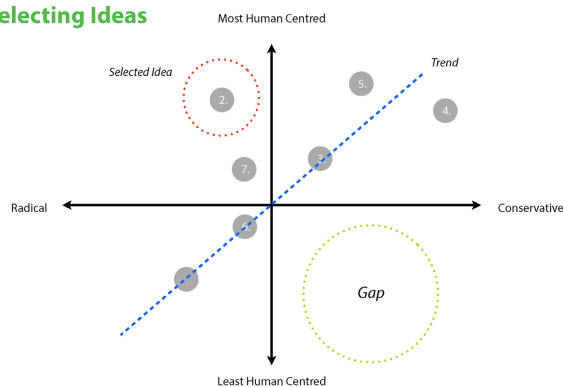 electing Ideas
Most Human Centred
Selected Idea
Trend
5.
2.
4.
3.
7.
Radical
Conservative
Gap
Least Human Centred